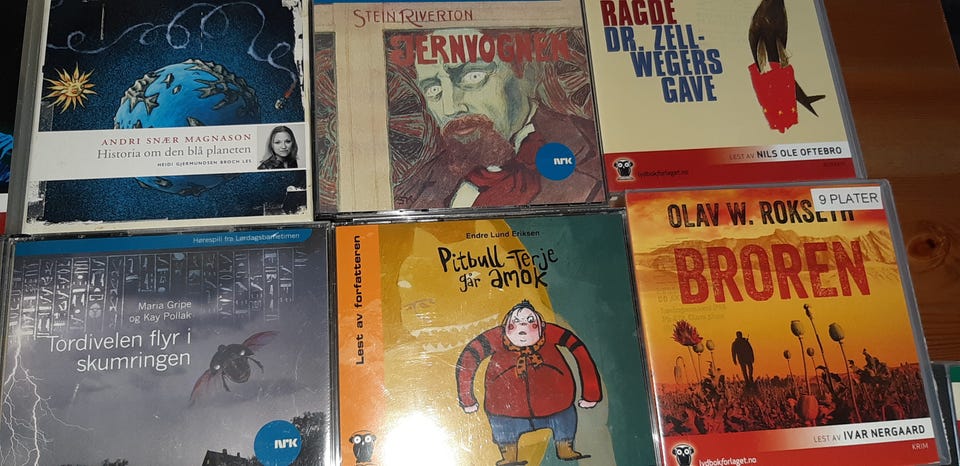 ANDRI SNÆR MAGNASON
Historia om den blå planeten
HEIDI GJERMUNDSEN BROCH LES
STEIN RIVERTON
JERNVOGNEN
NRK
RAGDE
DR. ZELL-
WEGERS
GAVE
LEST AV NILS OLE OFTEBRO
lydbokforlaget.no
ROMAN
Hørespill fra Lørdagsbarnetimen
Maria Gripe
og Kay Pollak
Tordivelen flyr i
skumringen
NRK
Lest av forfatteren
Endre Lund Eriksen
Pitbull-Terje
går amok
9 PLATER
OLAV W. ROKSETH
BROREN
LEST AV IVAR NERGAARD
KRIM
lydbokforlaget.no